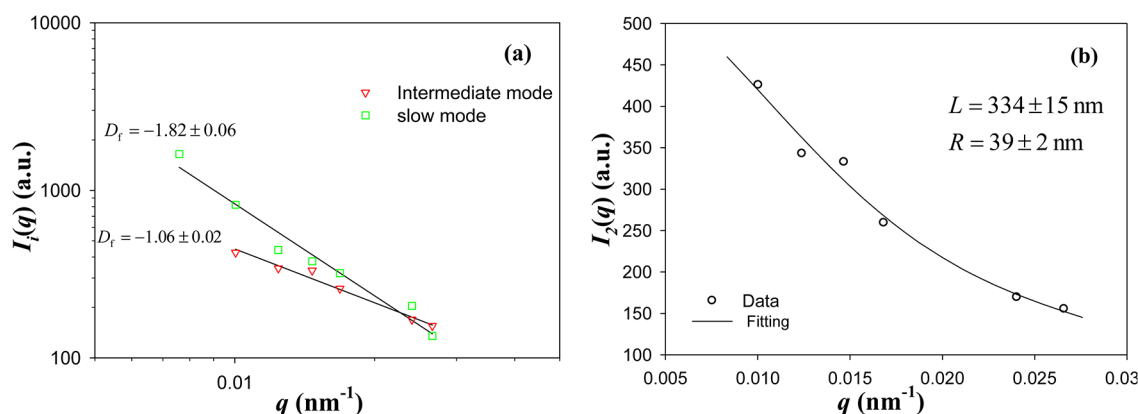 (a)
10000
1000
100
I_i(q) (a.u.)
Intermediate mode
slow mode
D_f = −1.82 ± 0.06
D_f = −1.06 ± 0.02
0.01
q (nm⁻¹)
(b)
500
450
400
350
300
250
200
150
100
I₂(q) (a.u.)
L = 334 ± 15 nm
R = 39 ± 2 nm
Data
Fitting
0.005 0.010 0.015 0.020 0.025 0.03
q (nm⁻¹)